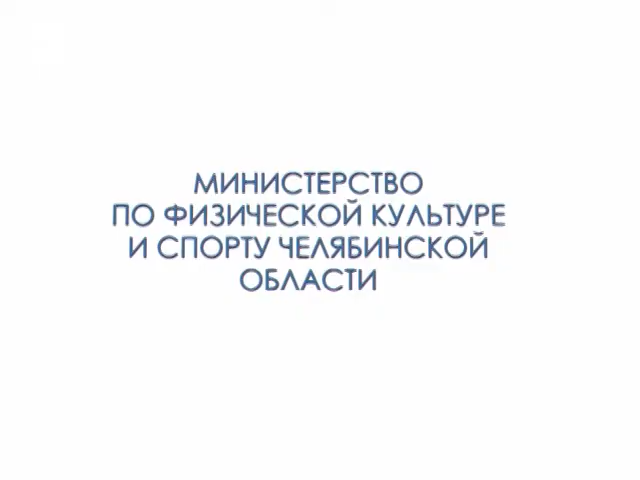 МИНИСТЕРСТВО
ПО ФИЗИЧЕСКОЙ КУЛЬТУРЕ
И СПОРТУ ЧЕЛЯБИНСКОЙ
ОБЛАСТИ